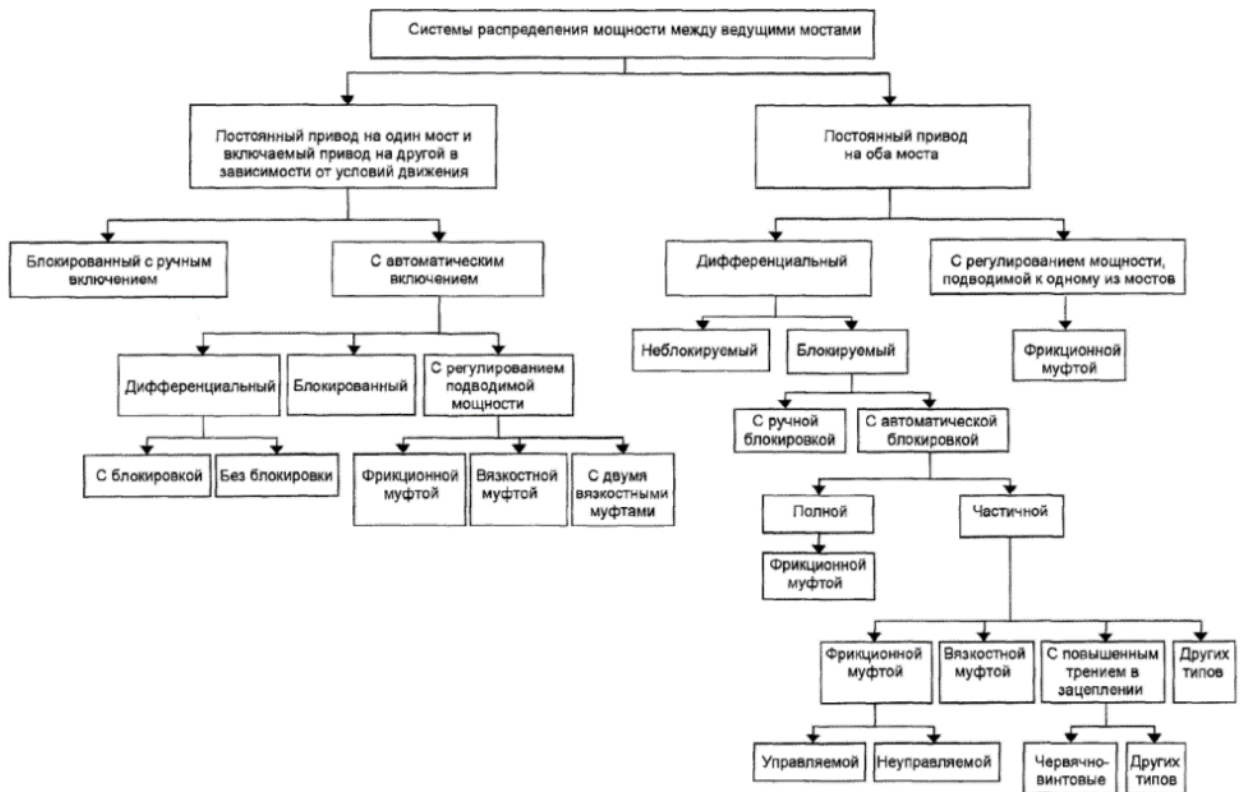 Системы распределения мощности между ведущими мостами
Постоянный привод на один мост и
включаемый привод на другой в
зависимости от условий движения
Постоянный привод
на оба моста
Блокированный с ручным
включением
С автоматическим
включением
Дифференциальный
С регулированием мощности,
подводимой к одному из мостов
Неблокируемый
Блокируемый
Фрикционной
муфтой
Дифференциальный
Блокированный
С регулированием
подводимой
мощности
С ручной
блокировкой
С автоматической
блокировкой
С блокировкой
Без блокировки
Фрикционной
муфтой
Вязкостной
муфтой
С двумя
вязкостными
муфтами
Полной
Частичной
Фрикционной
муфтой
Фрикционной
муфтой
Вязкостной
муфтой
С повышенным
трением в
зацеплении
Других
типов
Управляемой
Неуправляемой
Червячно-
винтовые
Других
типов